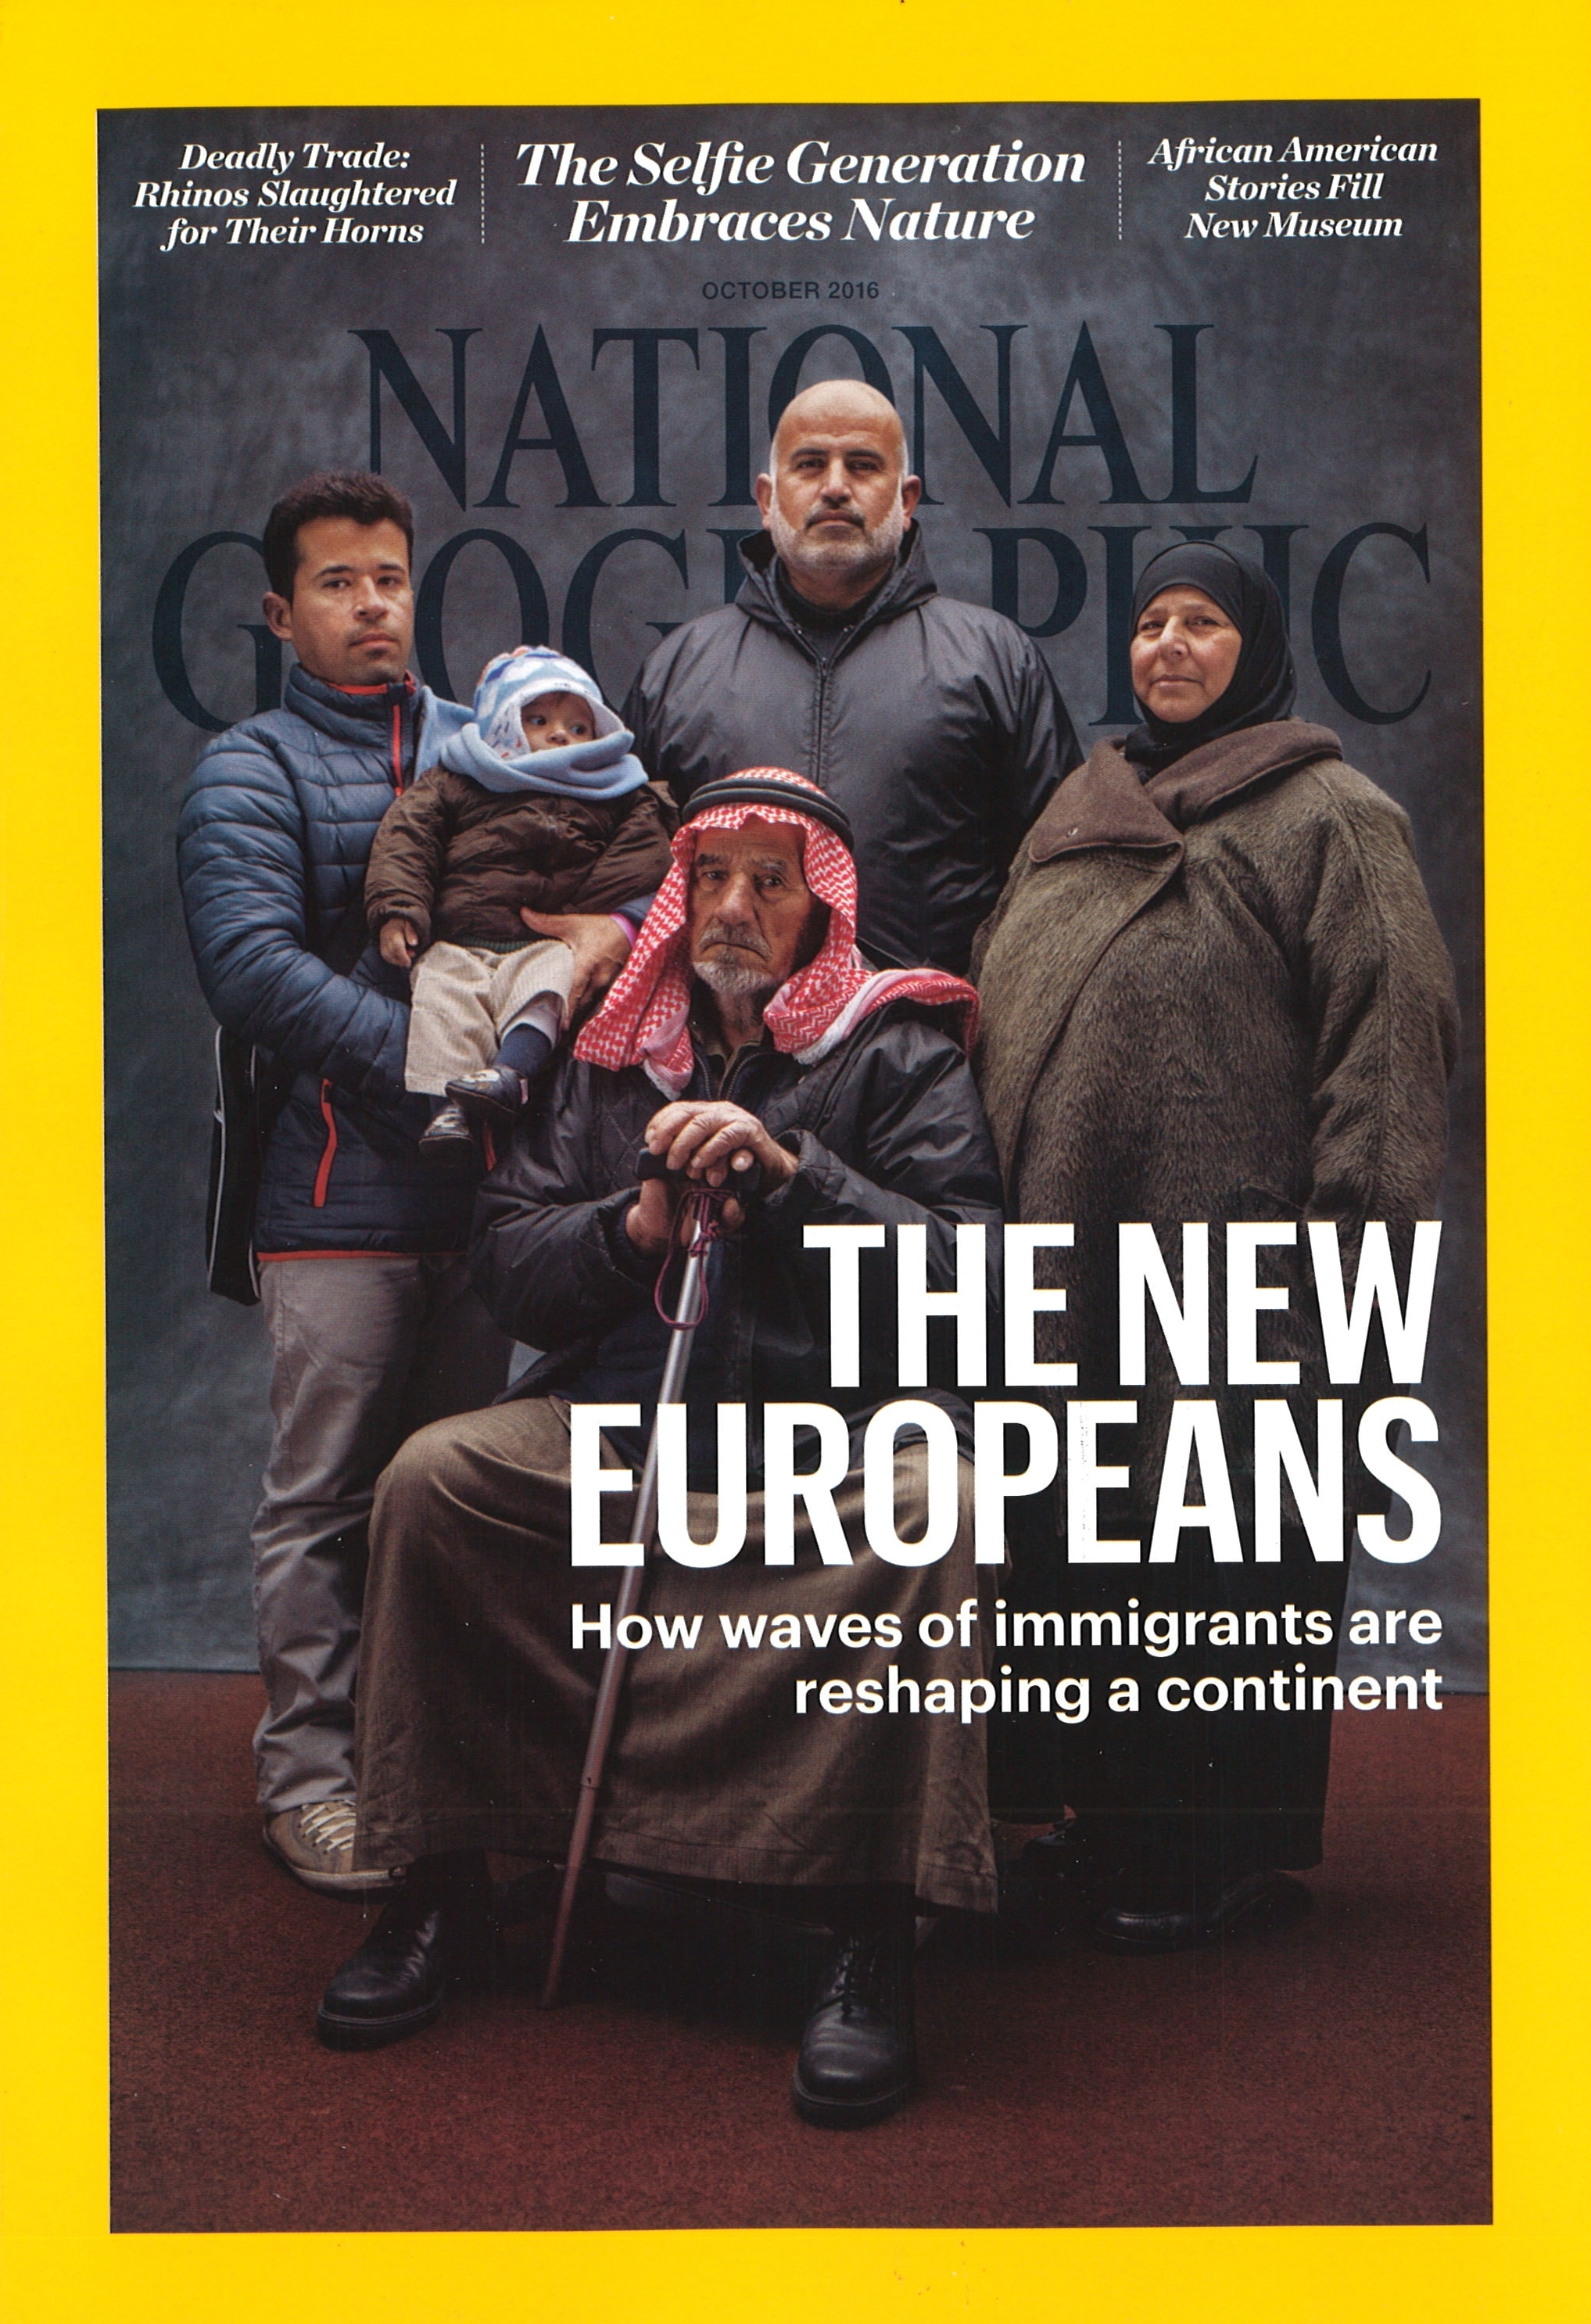 Deadly Trade:
Rhinos Slaughtered
for Their Horns
The Selfie Generation
Embraces Nature
African American
Stories Fill
New Museum
OCTOBER 2016
NATIONAL
GEOGRAPHIC
THE NEW
EUROPEANS
How waves of immigrants are
reshaping a continent